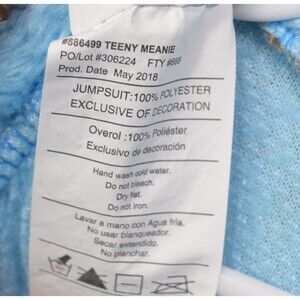 #886499 TEENY MEANIE
PO/Lot #306224 FTY #688
Prod. Date May 2018
JUMPSUIT:100% POLYESTER
EXCLUSIVE OF DECORATION
Overol : 100% Poliéster
Exclusivo de decoración
Hand wash cold water.
Do not bleach.
Dry flat.
Do not iron.
Lavar a mano con Agua fria.
No usar blanqueador.
Secar extendido.
No planchar.